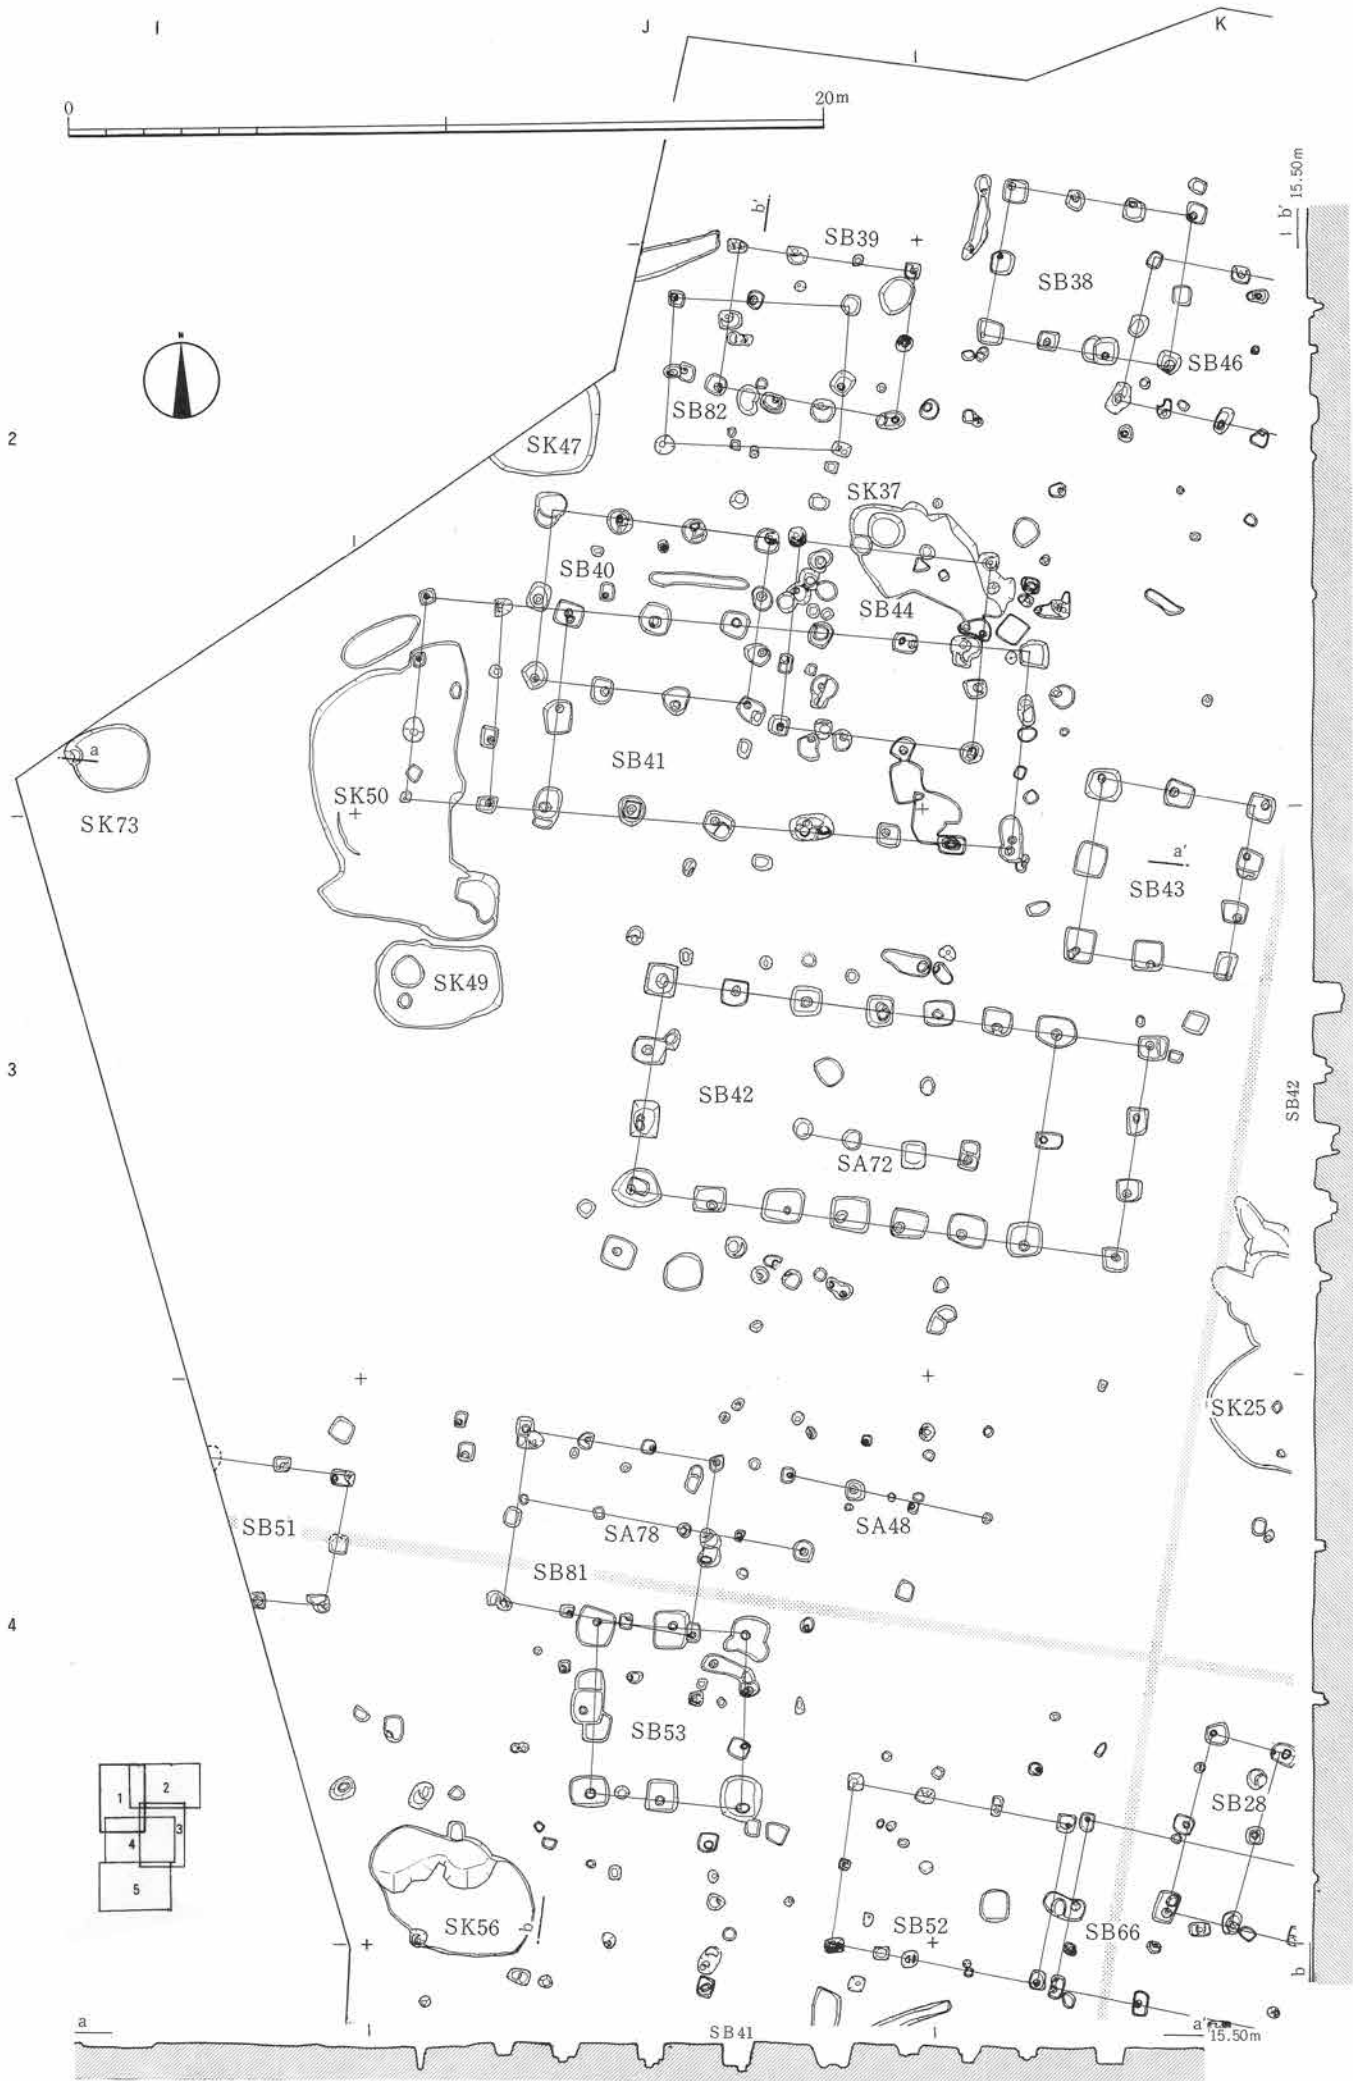 I J K
0 20m
b' 15.50m
b'
SB39
SB38
N
SB46
SB82
2
SK47
SK37
SB40
SB44
a
SB41
SK50
SK73
a'
SB43
SK49
3
SB42
SB42
SA72
SK25
SB51
SA78
SA48
SB81
4
SB53
1 2
3
4
5
SB28
SK56
b
SB52
SB66
b
a
SB41
a'
15.50m